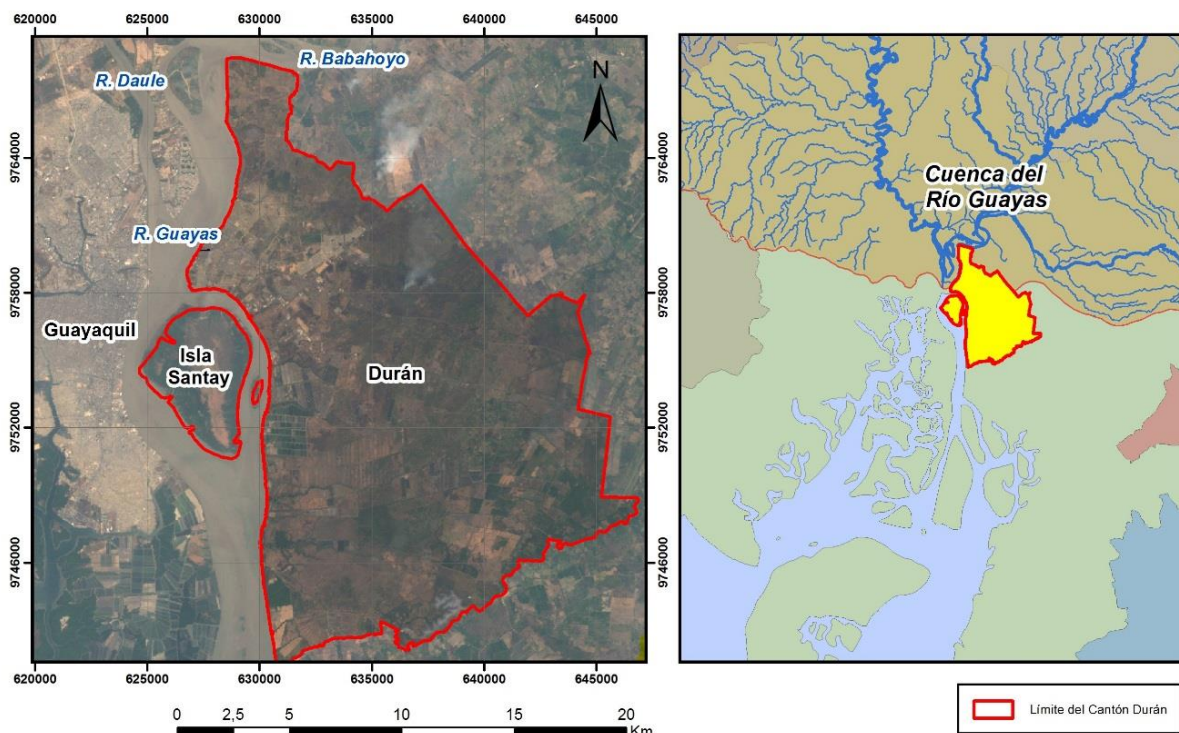 620000 625000 630000 635000 640000 645000
R. Babahoyo
R. Daule
N
9764000 9764000
Cuenca del
Río Guayas
R. Guayas
9758000 9758000
Guayaquil
Isla
Santay
Durán
9752000 9752000
9746000 9746000
620000 625000 630000 635000 640000 645000
0 2,5 5 10 15 20
Km
Límite del Cantón Durán